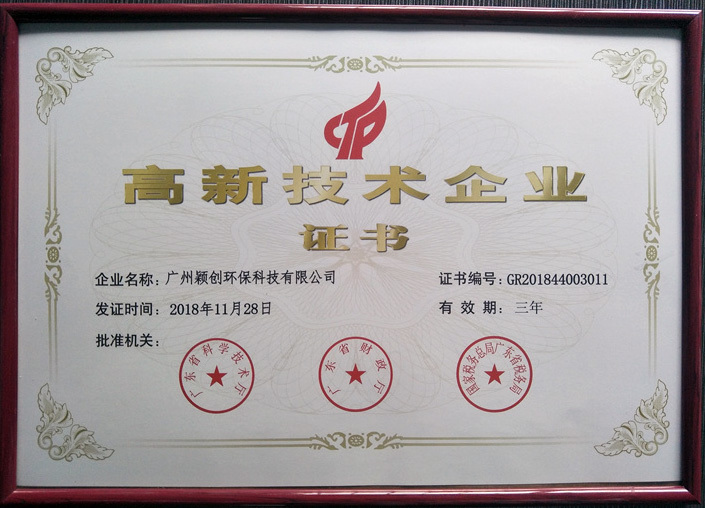 高新技术企业
证书
企业名称：广州颖创环保科技有限公司
证书编号：GR201844003011
发证时间：2018年11月28日
有效期：三年
批准机关：
广东省科学技术厅
广东省财政厅
国家税务总局广东省税务局